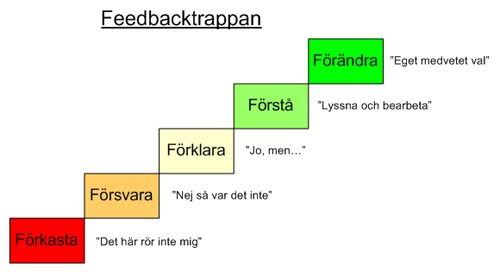 Feedbacktrappan
Förändra "Eget medvetet val"
Förstå "Lyssna och bearbeta"
Förklara "Jo, men…"
Försvara "Nej så var det inte"
Förkasta "Det här rör inte mig"